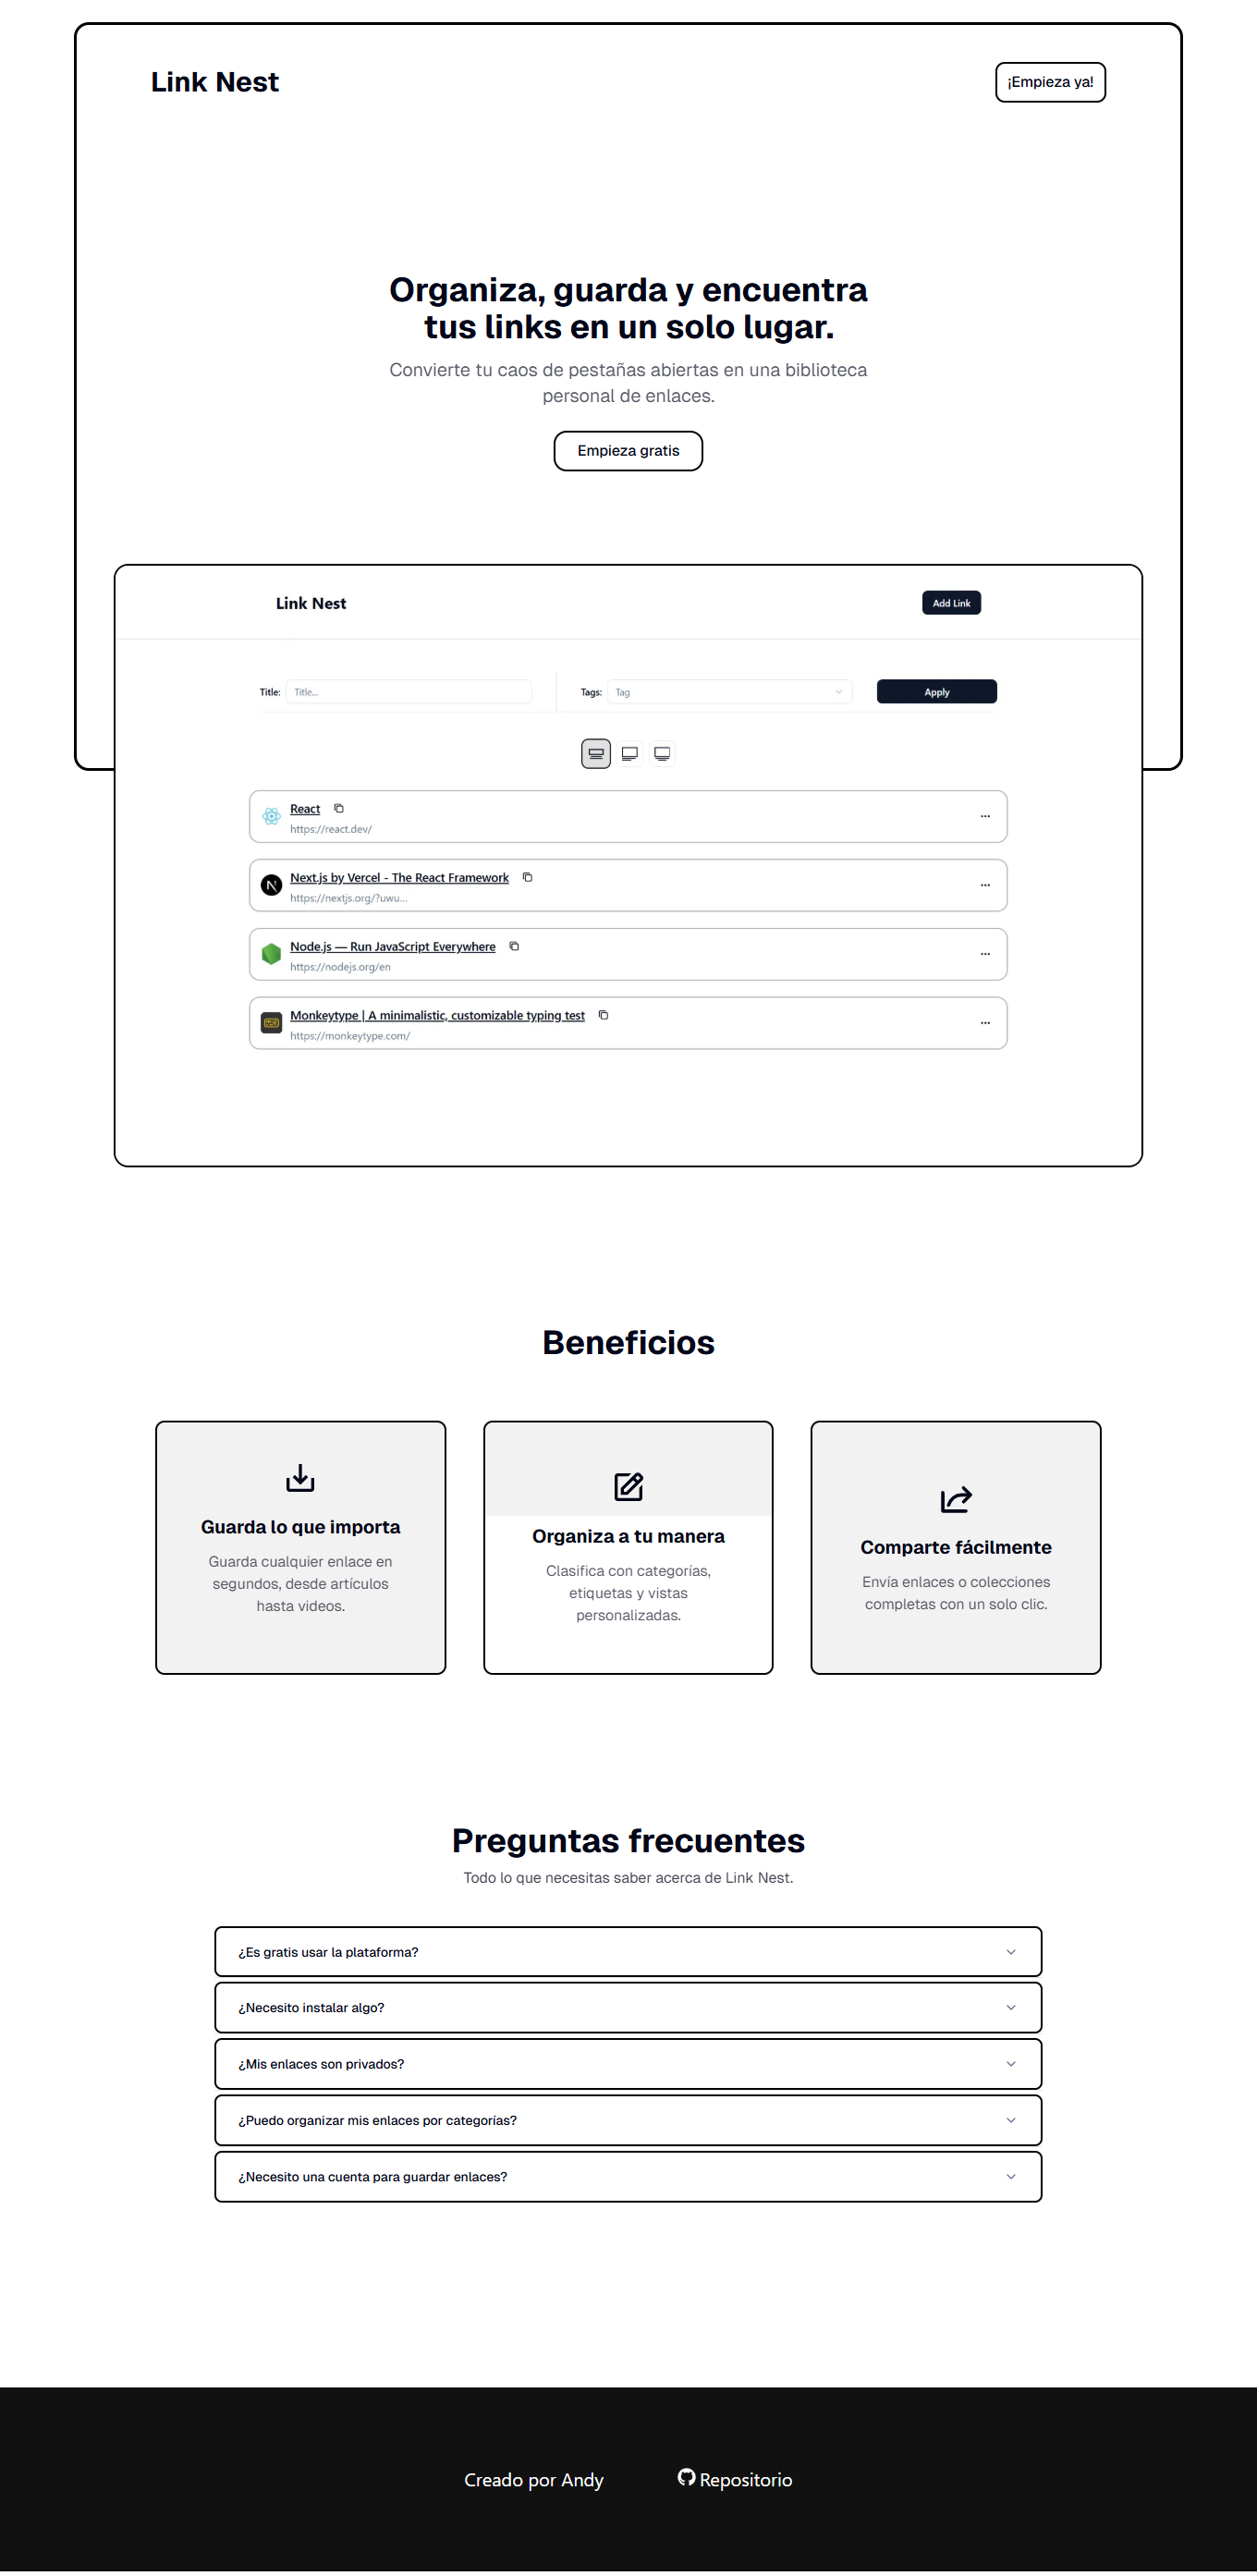 Link Nest
¡Empieza ya!
Organiza, guarda y encuentra
tus links en un solo lugar.
Convierte tu caos de pestañas abiertas en una biblioteca
personal de enlaces.
Empieza gratis
Link Nest
Add Link
Title:
Title...
Tags:
Tag
Apply
React
https://react.dev/
Next.js by Vercel - The React Framework
https://nextjs.org/?uwu...
Node.js — Run JavaScript Everywhere
https://nodejs.org/en
Monkeytype | A minimalistic, customizable typing test
https://monkeytype.com/
Beneficios
Guarda lo que importa
Guarda cualquier enlace en
segundos, desde artículos
hasta videos.
Organiza a tu manera
Clasifica con categorías,
etiquetas y vistas
personalizadas.
Comparte fácilmente
Envía enlaces o colecciones
completas con un solo clic.
Preguntas frecuentes
Todo lo que necesitas saber acerca de Link Nest.
¿Es gratis usar la plataforma?
¿Necesito instalar algo?
¿Mis enlaces son privados?
¿Puedo organizar mis enlaces por categorías?
¿Necesito una cuenta para guardar enlaces?
Creado por Andy
Repositorio